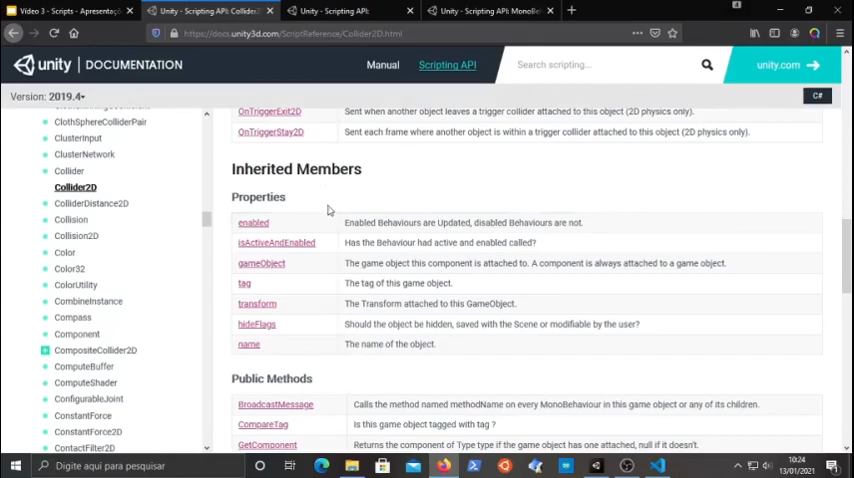 Vídeo 3 - Scripts - Apresentaçõ
Unity - Scripting API: Collider2D
Unity - Scripting API:
Unity - Scripting API: MonoBeh
https://docs.unity3d.com/ScriptReference/Collider2D.html
unity | DOCUMENTATION
Manual
Scripting API
Search scripting...
unity.com
Version: 2019.4
C#
ClothSphereColliderPair
ClusterInput
ClusterNetwork
Collider
Collider2D
ColliderDistance2D
Collision
Collision2D
Color
Color32
ColorUtility
CombineInstance
Compass
Component
CompositeCollider2D
ComputeBuffer
ComputeShader
ConfigurableJoint
ConstantForce
ConstantForce2D
ContactFilter2D
OnTriggerExit2D Sent when another object leaves a trigger collider attached to this object (2D physics only).
OnTriggerStay2D Sent each frame where another object is within a trigger collider attached to this object (2D physics only).
Inherited Members
Properties
enabled Enabled Behaviours are Updated, disabled Behaviours are not.
isActiveAndEnabled Has the Behaviour had active and enabled called?
gameObject The game object this component is attached to. A component is always attached to a game object.
tag The tag of this game object.
transform The Transform attached to this GameObject.
hideFlags Should the object be hidden, saved with the Scene or modifiable by the user?
name The name of the object.
Public Methods
BroadcastMessage Calls the method named methodName on every MonoBehaviour in this game object or any of its children.
CompareTag Is this game object tagged with tag ?
GetComponent Returns the component of Type type if the game object has one attached, null if it doesn't.
Digite aqui para pesquisar
10:24
13/01/2021